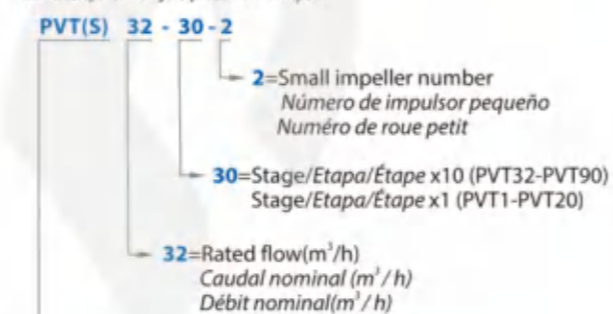 PVT(S) 32 - 30 - 2
2=Small impeller number
Número de impulsor pequeño
Numéro de roue petit
30=Stage/Etapa/Étape x10 (PVT32-PVT90)
Stage/Etapa/Étape x1 (PVT1-PVT20)
32=Rated flow(m³/h)
Caudal nominal (m³/h)
Débit nominal(m³/h)